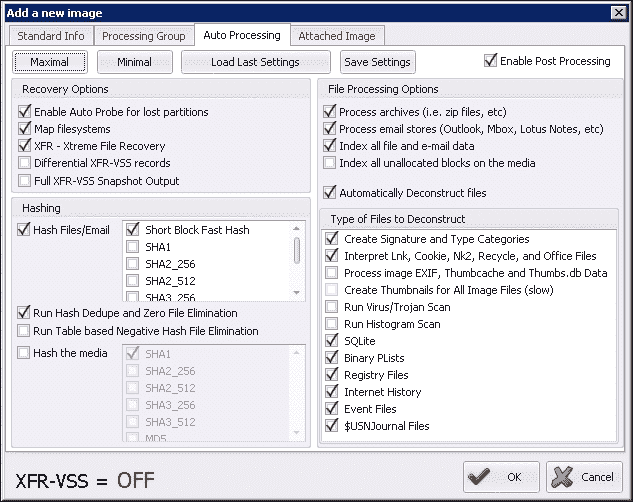 Add a new image
Standard Info
Processing Group
Auto Processing
Attached Image
Maximal
Minimal
Load Last Settings
Save Settings
Enable Post Processing
Recovery Options
Enable Auto Probe for lost partitions
Map filesystems
XFR - Xtreme File Recovery
Differential XFR-VSS records
Full XFR-VSS Snapshot Output
Hashing
Hash Files/Email
Short Block Fast Hash
SHA1
SHA2_256
SHA2_512
SHA3_256
Run Hash Dedupe and Zero File Elimination
Run Table based Negative Hash File Elimination
Hash the media
SHA1
SHA2_256
SHA2_512
SHA3_256
SHA3_512
MD5
File Processing Options
Process archives (i.e. zip files, etc)
Process email stores (Outlook, Mbox, Lotus Notes, etc)
Index all file and e-mail data
Index all unallocated blocks on the media
Automatically Deconstruct files
Type of Files to Deconstruct
Create Signature and Type Categories
Interpret Lnk, Cookie, Nk2, Recycle, and Office Files
Process image EXIF, Thumbcache and Thumbs.db Data
Create Thumbnails for All Image Files (slow)
Run Virus/Trojan Scan
Run Histogram Scan
SQLite
Binary PLists
Registry Files
Internet History
Event Files
$USNJournal Files
XFR-VSS = OFF
OK
Cancel